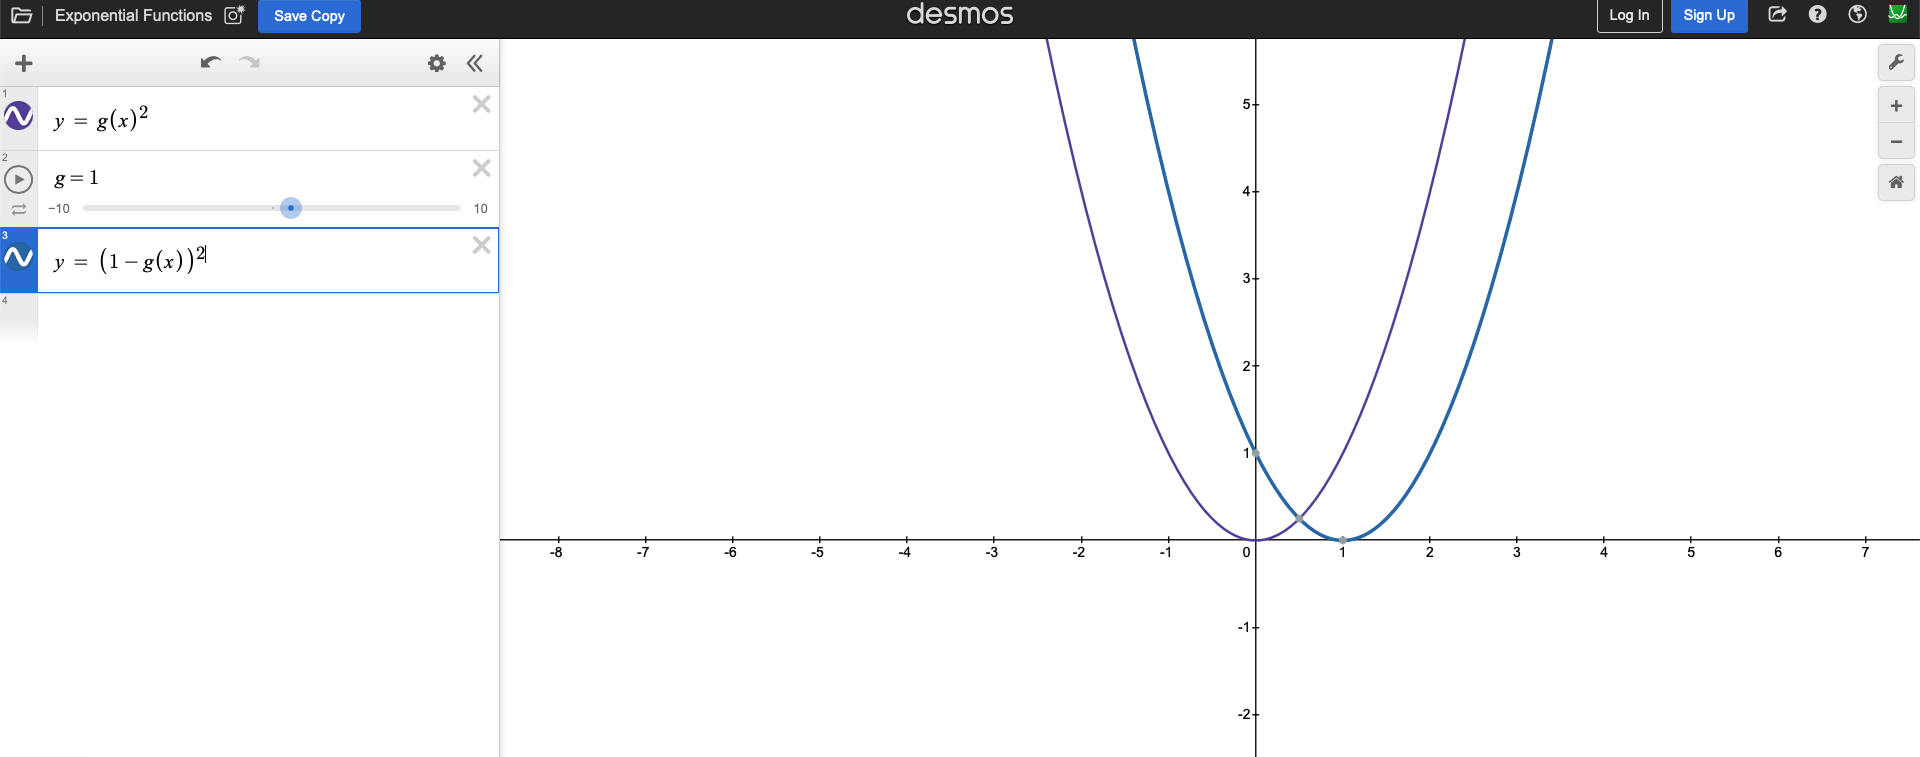 Exponential Functions Save Copy desmos Log In Sign Up
1
y = g(x)²
2
g = 1
-10 10
3
y = (1 – g(x))²
4
5
4
3
2
1
-8 -7 -6 -5 -4 -3 -2 -1 0 1 2 3 4 5 6 7
-1
-2